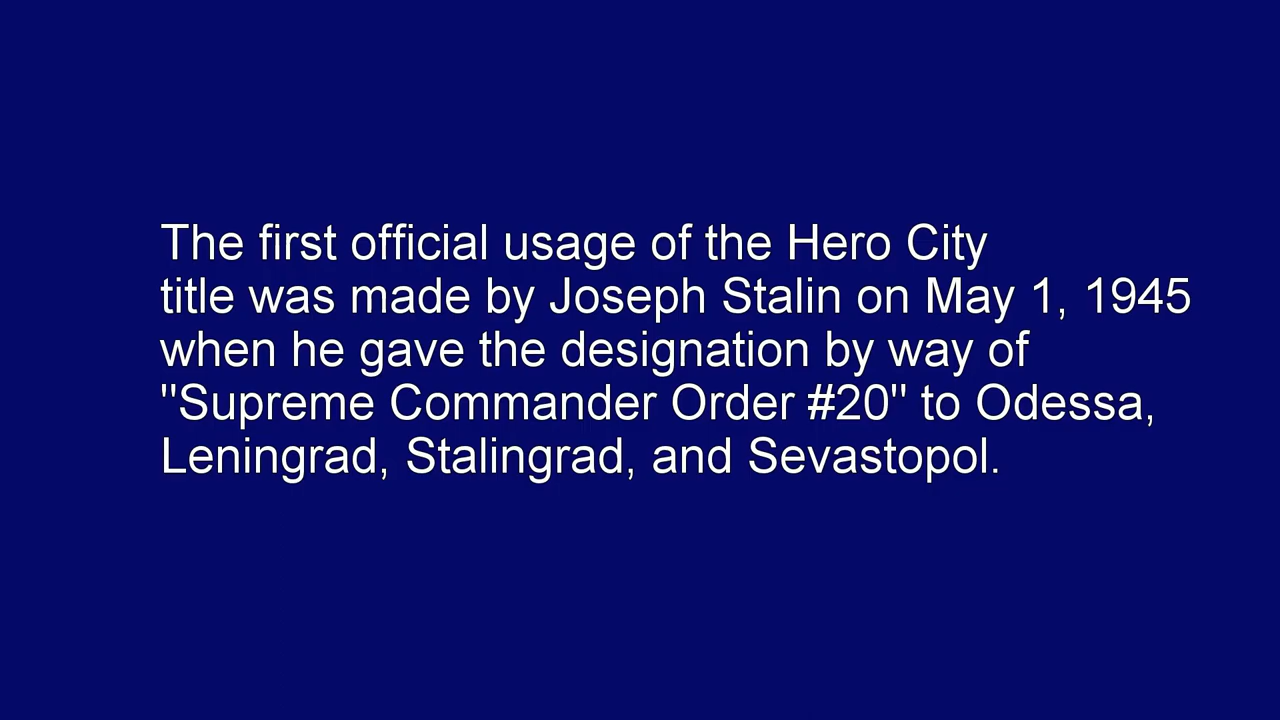 The first official usage of the Hero City
title was made by Joseph Stalin on May 1, 1945
when he gave the designation by way of
"Supreme Commander Order #20" to Odessa,
Leningrad, Stalingrad, and Sevastopol.